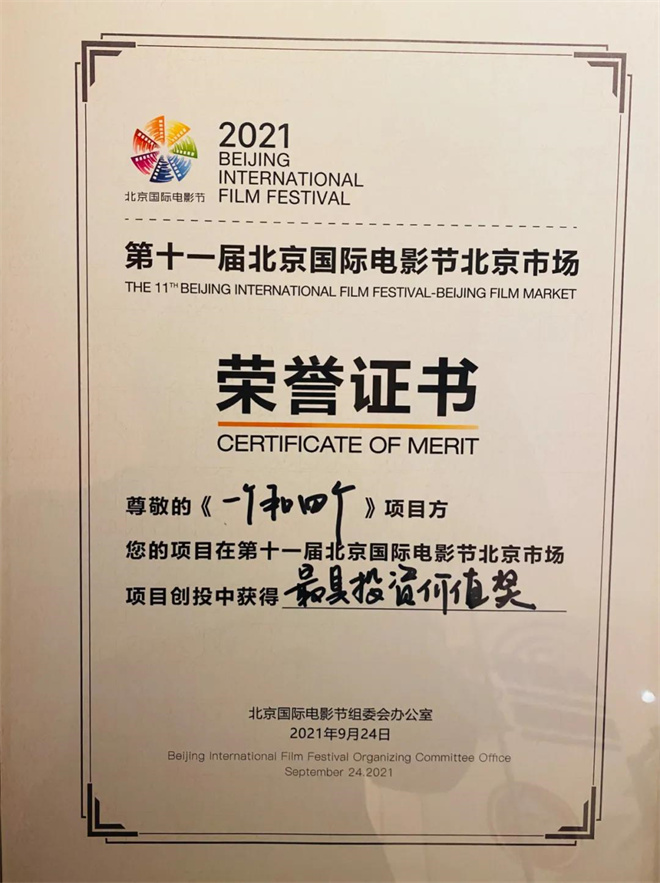 北京国际电影节
2021
BEIJING
INTERNATIONAL
FILM FESTIVAL
第十一届北京国际电影节北京市场
THE 11TH BEIJING INTERNATIONAL FILM FESTIVAL-BEIJING FILM MARKET
荣誉证书
CERTIFICATE OF MERIT
尊敬的《一个和四个》项目方
您的项目在第十一届北京国际电影节北京市场
项目创投中获得 最具投资价值奖
北京国际电影节组委会办公室
2021年9月24日
Beijing International Film Festival Organizing Committee Office
September 24.2021